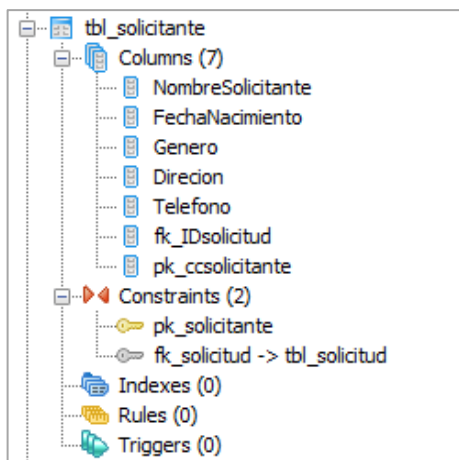 tbl_solicitante
Columns (7)
NombreSolicitante
FechaNacimiento
Genero
Direcion
Telefono
fk_IDsolicitud
pk_ccsolicitante
Constraints (2)
pk_solicitante
fk_solicitud -> tbl_solicitud
Indexes (0)
Rules (0)
Triggers (0)